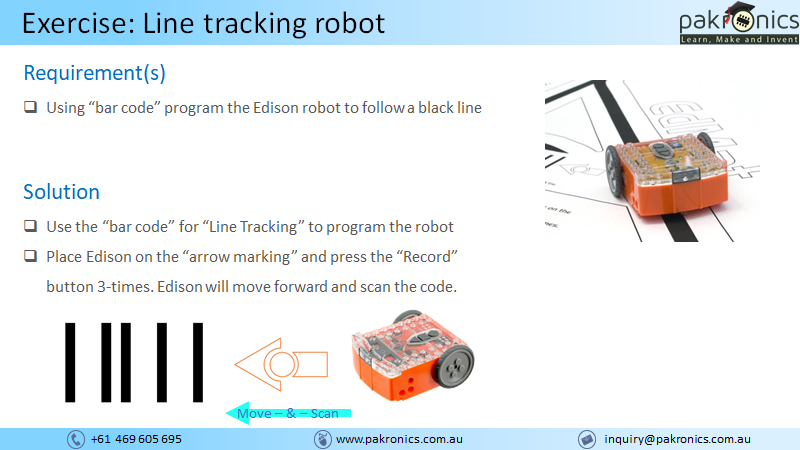 Exercise: Line tracking robot
pakronics
Learn, Make and Invent
Requirement(s)
Using “bar code” program the Edison robot to follow a black line
EdMat
on the
Solution
Use the “bar code” for “Line Tracking” to program the robot
Place Edison on the “arrow marking” and press the “Record”
button 3-times. Edison will move forward and scan the code.
Move – & – Scan
+61 469 605 695
www.pakronics.com.au
inquiry@pakronics.com.au